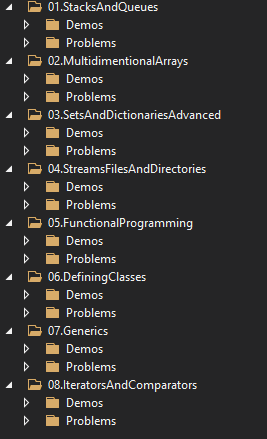 01.StacksAndQueues
Demos
Problems
02.MultidimentionalArrays
Demos
Problems
03.SetsAndDictionariesAdvanced
Demos
Problems
04.StreamsFilesAndDirectories
Demos
Problems
05.FunctionalProgramming
Demos
Problems
06.DefiningClasses
Demos
Problems
07.Generics
Demos
Problems
08.IteratorsAndComparators
Demos
Problems